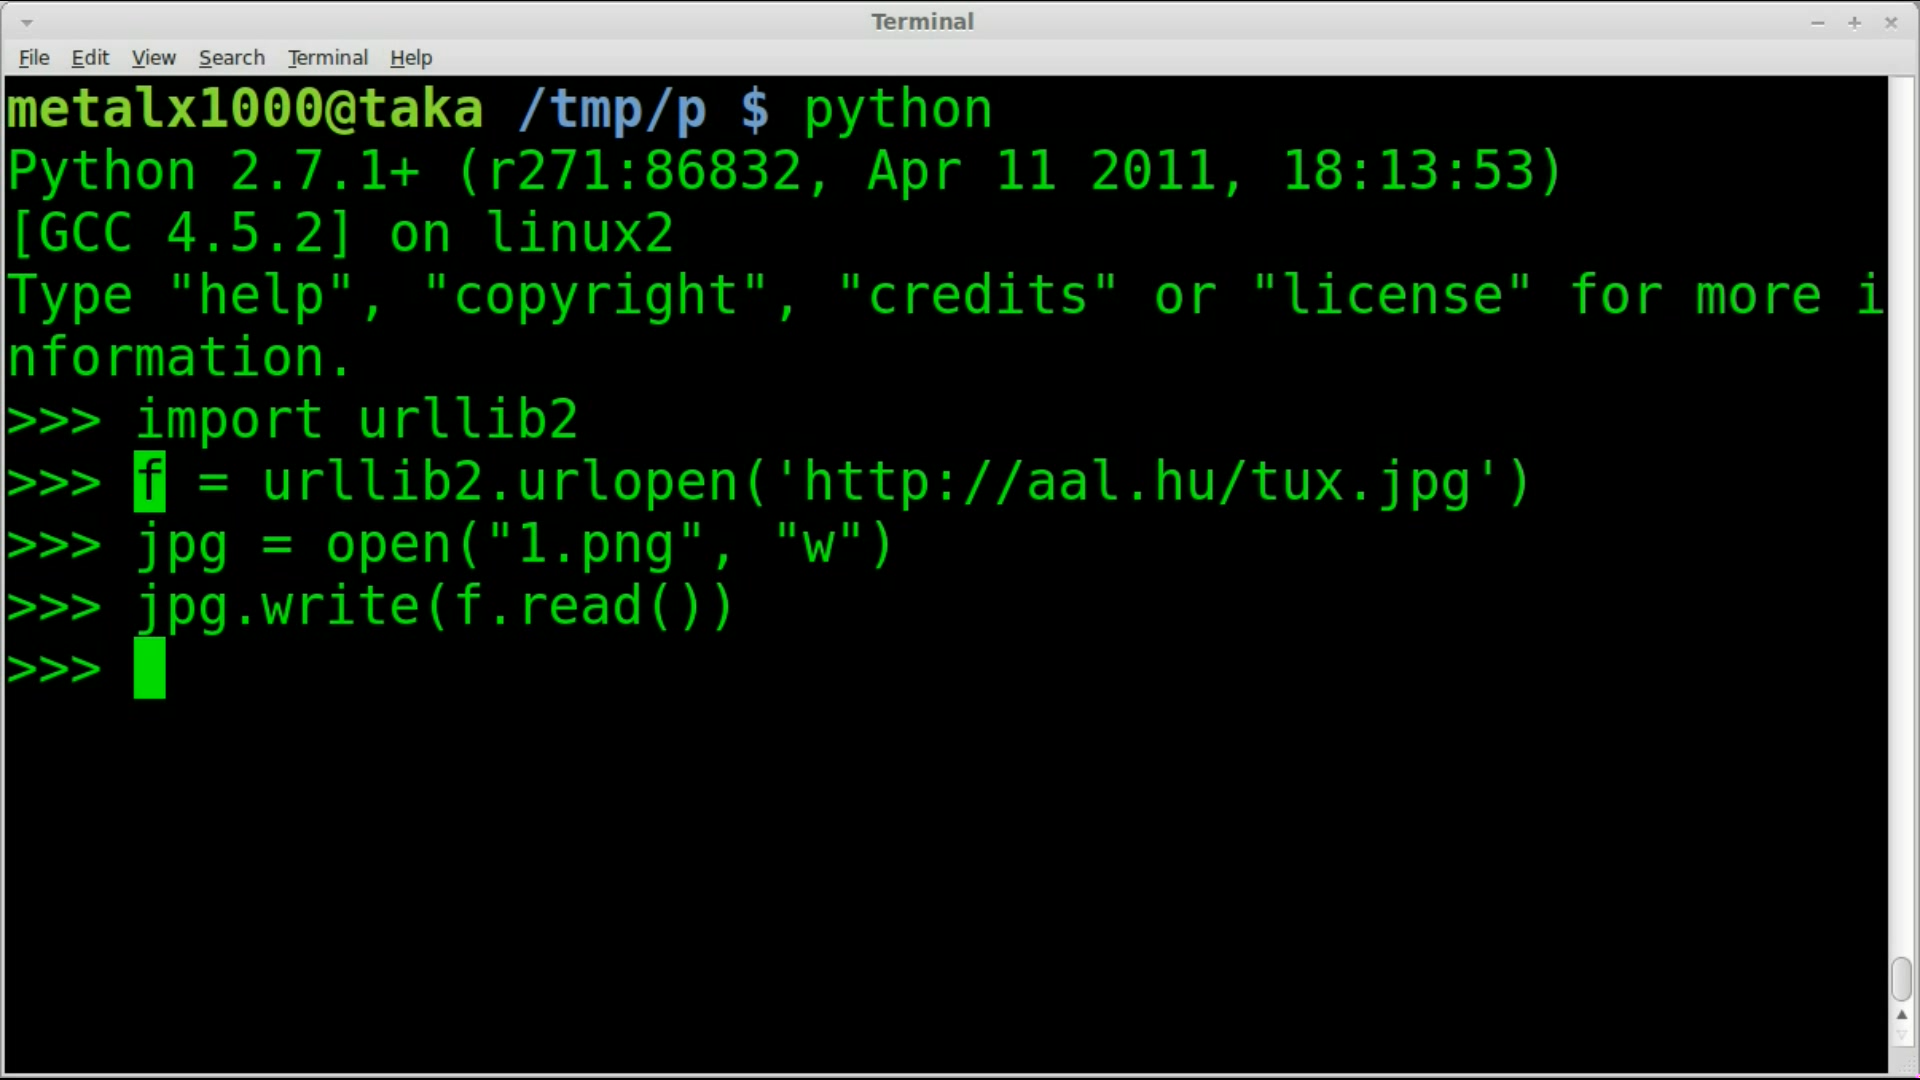 Terminal
File Edit View Search Terminal Help
metalx1000@taka /tmp/p $ python
Python 2.7.1+ (r271:86832, Apr 11 2011, 18:13:53)
[GCC 4.5.2] on linux2
Type "help", "copyright", "credits" or "license" for more i
nformation.
>>> import urllib2
>>> f = urllib2.urlopen('http://aal.hu/tux.jpg')
>>> jpg = open("1.png", "w")
>>> jpg.write(f.read())
>>>